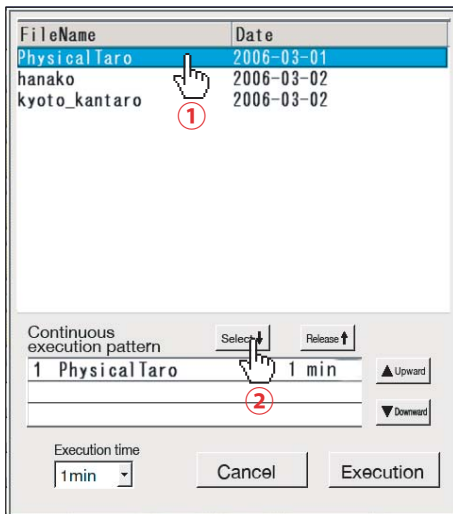 FileName Date
PhysicalTaro 2006-03-01
hanako 2006-03-02
kyoto_kantaro 2006-03-02
①
Continuous
execution pattern
Select⬇ Release⬆
1 PhysicalTaro 1 min
▲Upward
②
▼Downward
Execution time
1min
Cancel Execution